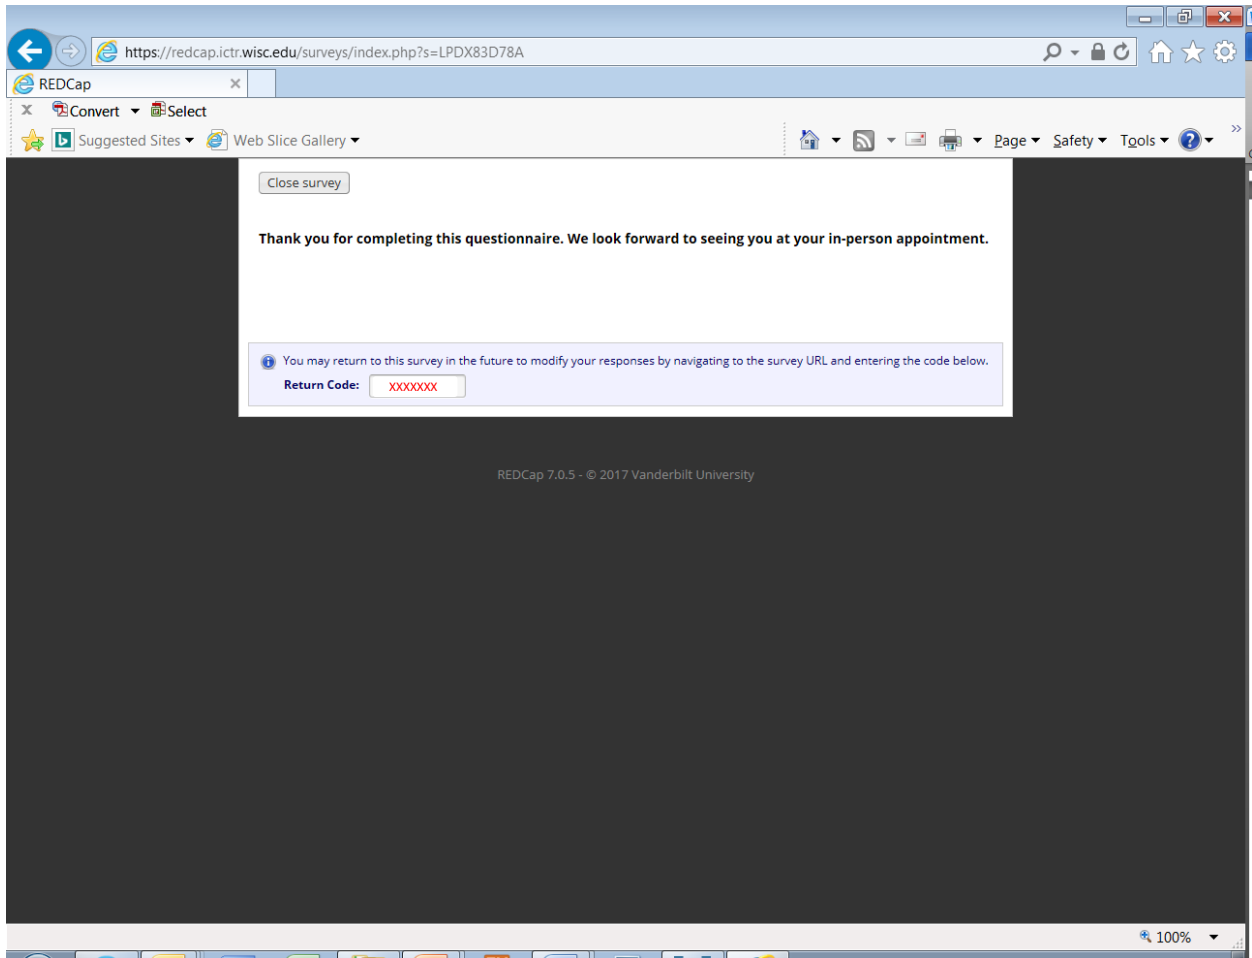 https://redcap.ictr.wisc.edu/surveys/index.php?s=LPDX83D78A
REDCap
x Convert Select
Suggested Sites Web Slice Gallery Page Safety Tools
Close survey
Thank you for completing this questionnaire. We look forward to seeing you at your in-person appointment.
You may return to this survey in the future to modify your responses by navigating to the survey URL and entering the code below.
Return Code: XXXXXXX
REDCap 7.0.5 - © 2017 Vanderbilt University
100%